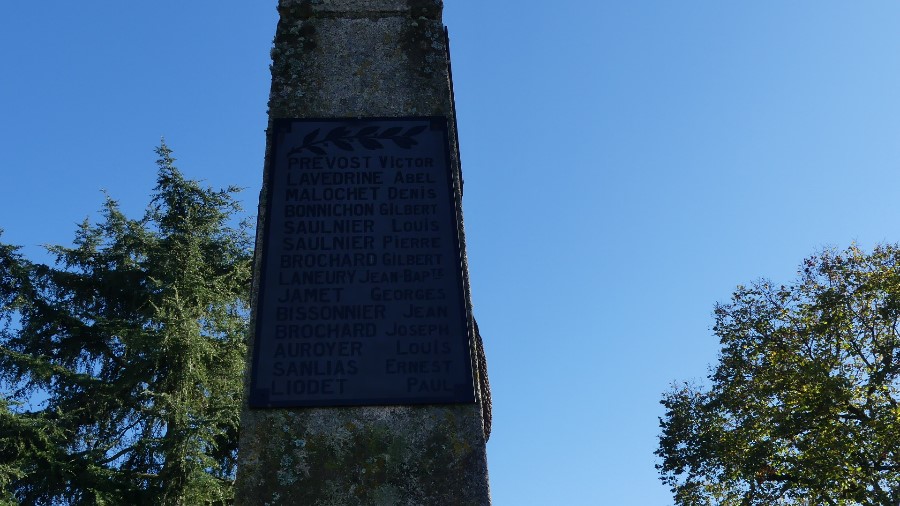 PREVOST VICTOR
LAVEDRINE ABEL
MALOCHET DENIS
BONNICHON GILBERT
SAULNIER LOUIS
SAULNIER PIERRE
BROCHARD GILBERT
LANEURY JEAN BAPTE
JAMET GEORGES
BISSONNIER JEAN
BROCHARD JOSEPH
AUROYER LOUIS
SANLIAS ERNEST
LIODET PAUL